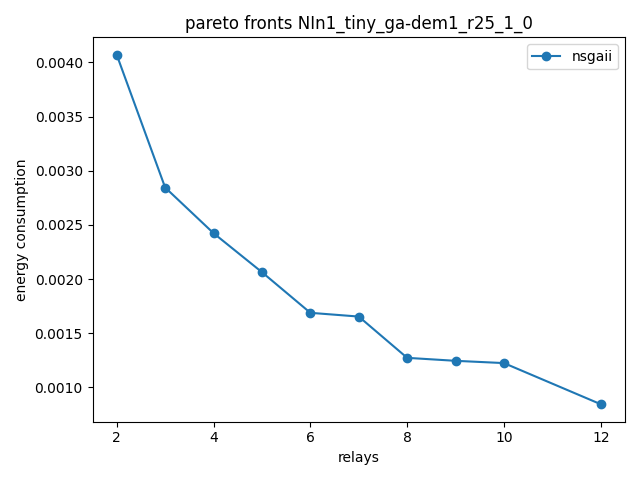 pareto fronts NIn1_tiny_ga-dem1_r25_1_0
nsgaii
energy consumption
0.0040
0.0035
0.0030
0.0025
0.0020
0.0015
0.0010
2 4 6 8 10 12
relays